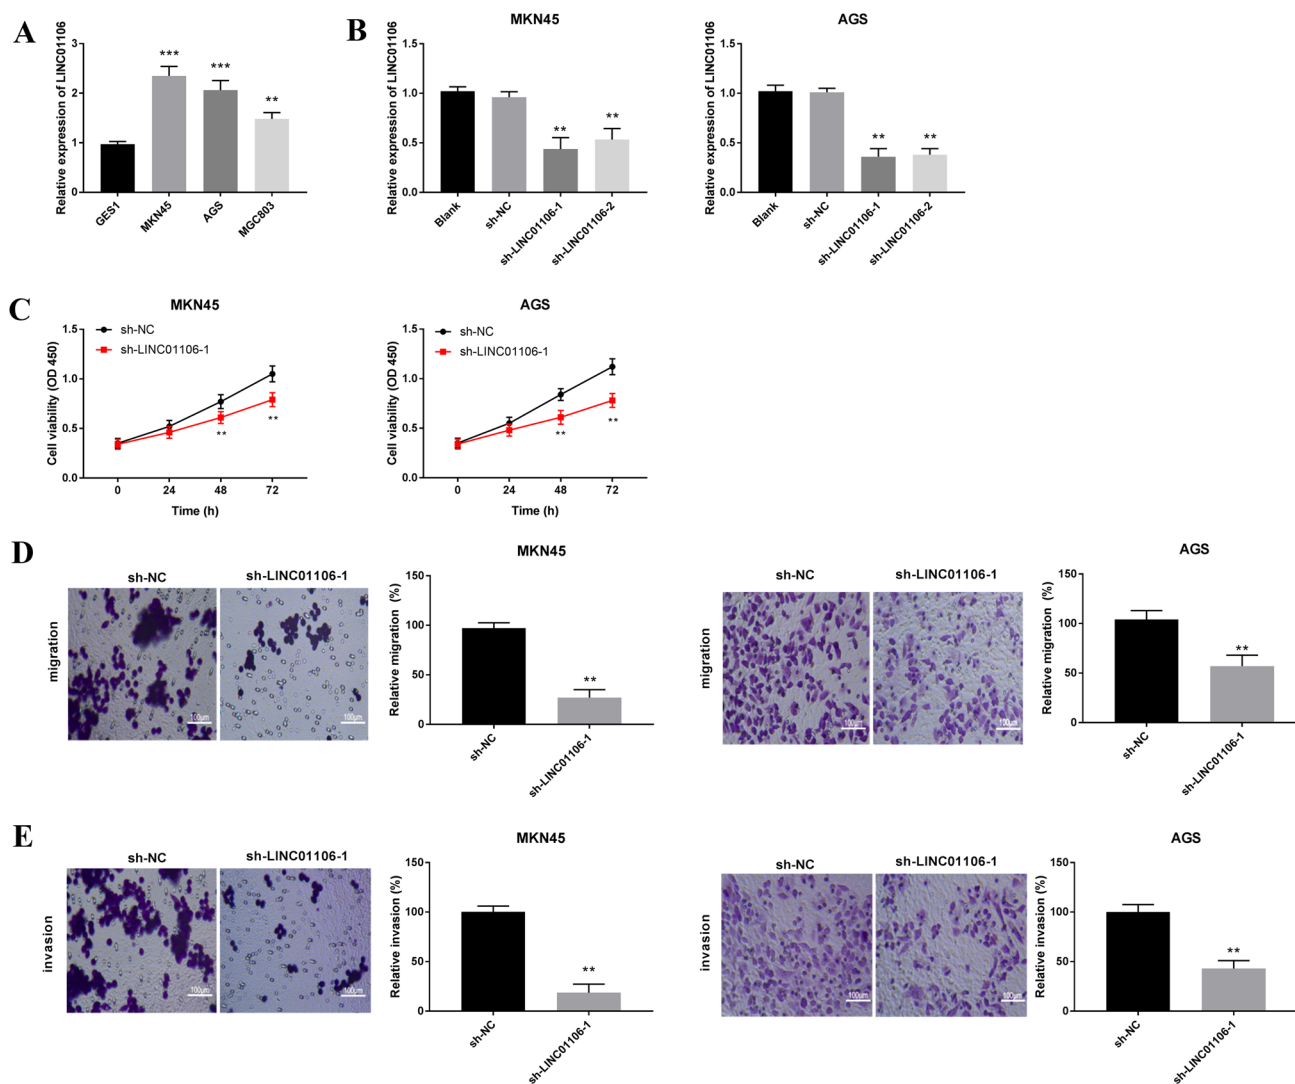 A
Relative expression of LINC01106
3
2
1
0
***
***
**
GES1
MKN45
AGS
MGC803
B
MKN45
Relative expression of LINC01106
1.5
1.0
0.5
0.0
**
**
Blank
sh-NC
sh-LINC01106-1
sh-LINC01106-2
AGS
Relative expression of LINC01106
1.5
1.0
0.5
0.0
**
**
Blank
sh-NC
sh-LINC01106-1
sh-LINC01106-2
C
MKN45
Cell viability (OD 450)
1.5
1.0
0.5
0.0
sh-NC
sh-LINC01106-1
**
**
0
24
48
72
Time (h)
AGS
Cell viability (OD 450)
1.5
1.0
0.5
0.0
sh-NC
sh-LINC01106-1
**
**
0
24
48
72
Time (h)
D
migration
sh-NC
100μm
sh-LINC01106-1
100μm
MKN45
Relative migration (%)
150
100
50
0
**
sh-NC
sh-LINC01106-1
migration
sh-NC
100μm
sh-LINC01106-1
100μm
AGS
Relative migration (%)
150
100
50
0
**
sh-NC
sh-LINC01106-1
E
invasion
sh-NC
100μm
sh-LINC01106-1
100μm
MKN45
Relative invasion (%)
150
100
50
0
**
sh-NC
sh-LINC01106-1
invasion
sh-NC
100μm
sh-LINC01106-1
100μm
AGS
Relative invasion (%)
150
100
50
0
**
sh-NC
sh-LINC01106-1